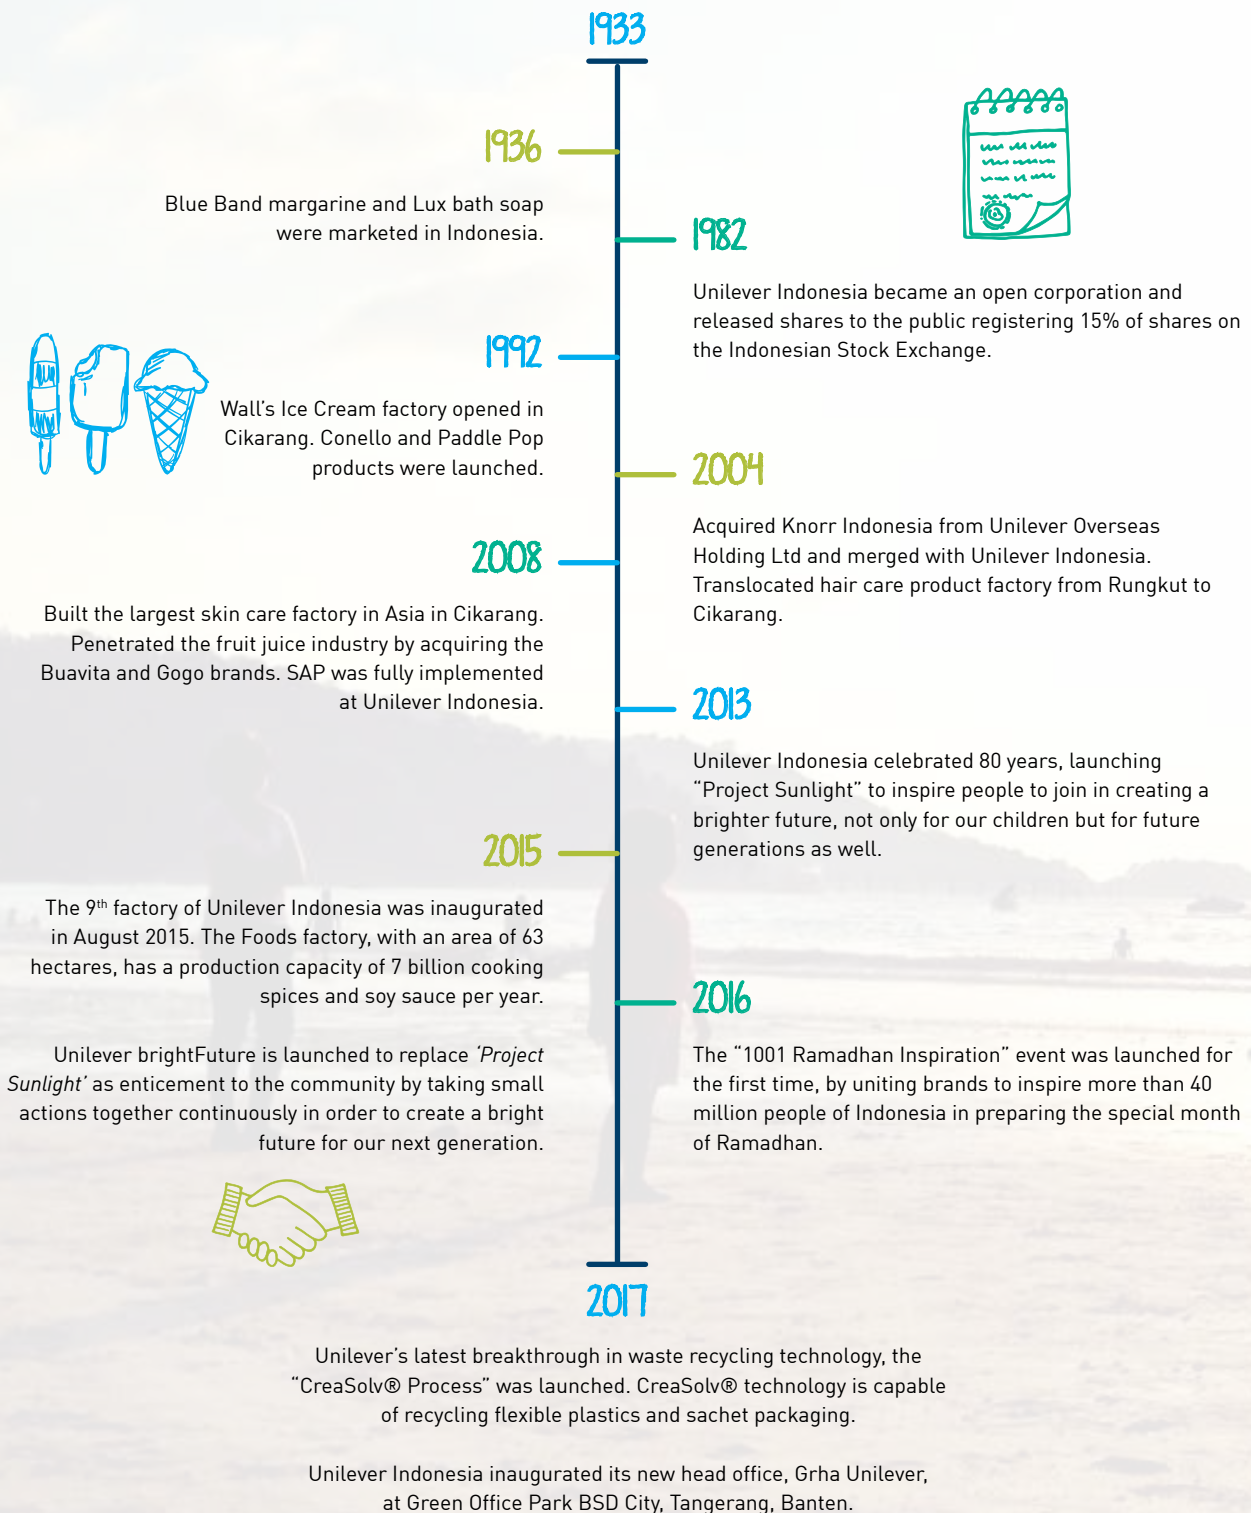 1933
1936
Blue Band margarine and Lux bath soap
were marketed in Indonesia.
1982
Unilever Indonesia became an open corporation and
released shares to the public registering 15% of shares on
the Indonesian Stock Exchange.
1992
Wall’s Ice Cream factory opened in
Cikarang. Conello and Paddle Pop
products were launched.
2004
Acquired Knorr Indonesia from Unilever Overseas
Holding Ltd and merged with Unilever Indonesia.
Translocated hair care product factory from Rungkut to
Cikarang.
2008
Built the largest skin care factory in Asia in Cikarang.
Penetrated the fruit juice industry by acquiring the
Buavita and Gogo brands. SAP was fully implemented
at Unilever Indonesia.
2013
Unilever Indonesia celebrated 80 years, launching
“Project Sunlight” to inspire people to join in creating a
brighter future, not only for our children but for future
generations as well.
2015
The 9th factory of Unilever Indonesia was inaugurated
in August 2015. The Foods factory, with an area of 63
hectares, has a production capacity of 7 billion cooking
spices and soy sauce per year.
Unilever brightFuture is launched to replace ‘Project
Sunlight’ as enticement to the community by taking small
actions together continuously in order to create a bright
future for our next generation.
2016
The “1001 Ramadhan Inspiration” event was launched for
the first time, by uniting brands to inspire more than 40
million people of Indonesia in preparing the special month
of Ramadhan.
2017
Unilever’s latest breakthrough in waste recycling technology, the
“CreaSolv® Process” was launched. CreaSolv® technology is capable
of recycling flexible plastics and sachet packaging.
Unilever Indonesia inaugurated its new head office, Grha Unilever,
at Green Office Park BSD City, Tangerang, Banten.